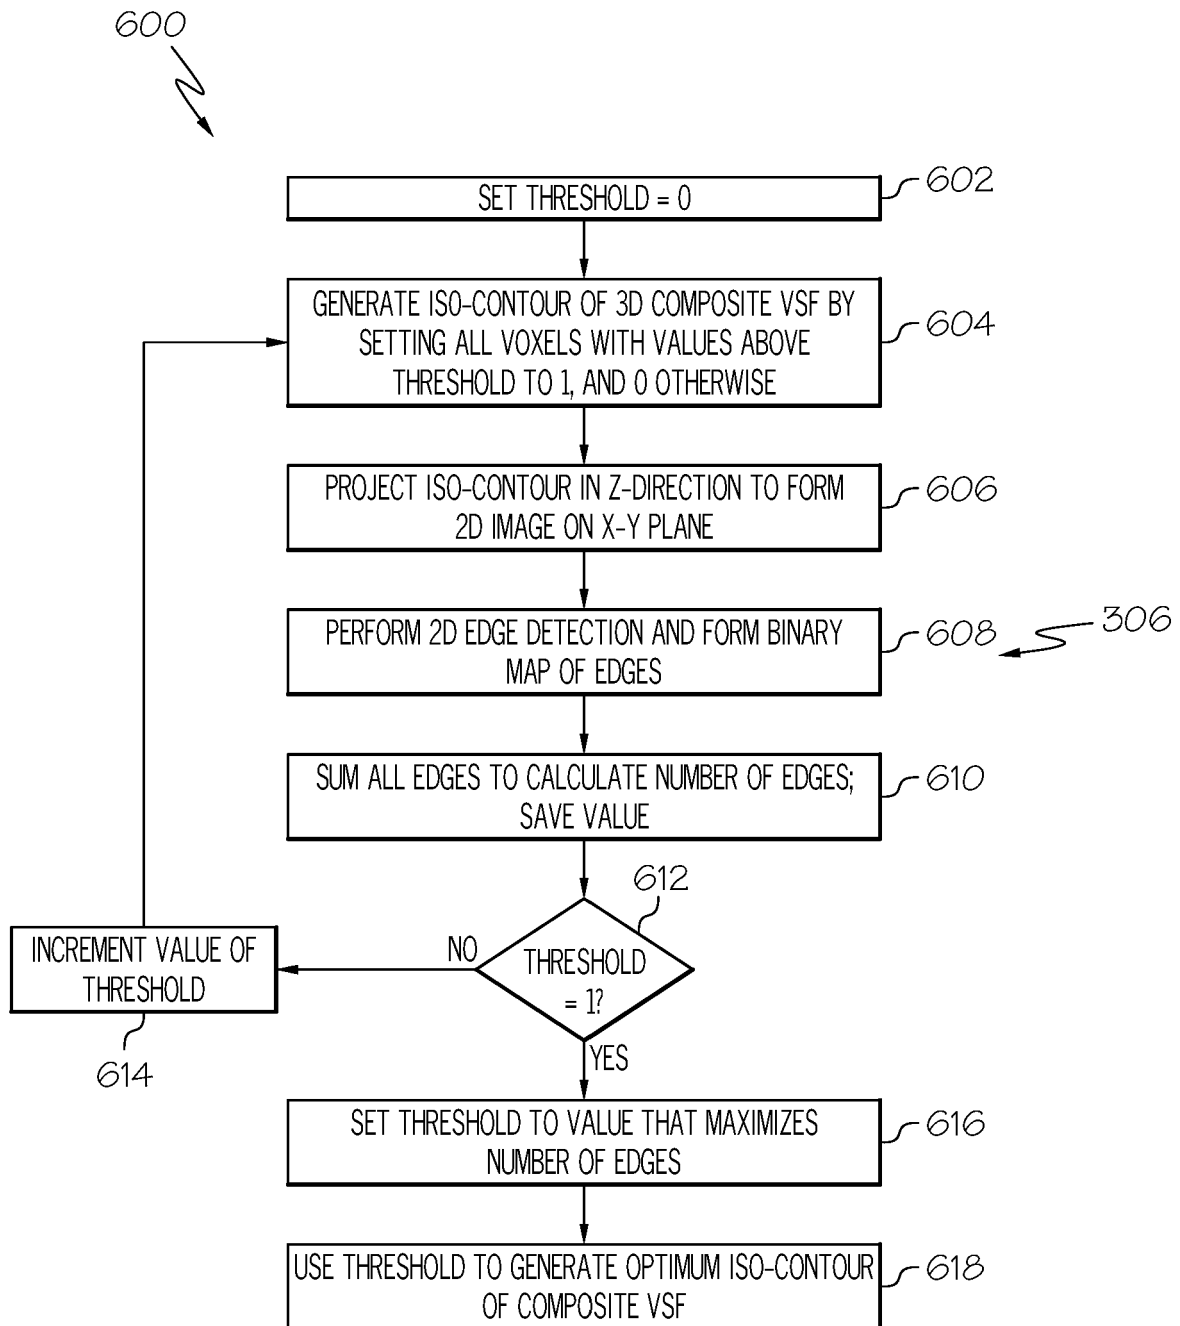 600
SET THRESHOLD = 0
602
GENERATE ISO-CONTOUR OF 3D COMPOSITE VSF BY
SETTING ALL VOXELS WITH VALUES ABOVE
THRESHOLD TO 1, AND 0 OTHERWISE
604
PROJECT ISO-CONTOUR IN Z-DIRECTION TO FORM
2D IMAGE ON X-Y PLANE
606
PERFORM 2D EDGE DETECTION AND FORM BINARY
MAP OF EDGES
608
306
SUM ALL EDGES TO CALCULATE NUMBER OF EDGES;
SAVE VALUE
610
612
THRESHOLD
= 1?
NO
INCREMENT VALUE OF
THRESHOLD
614
YES
SET THRESHOLD TO VALUE THAT MAXIMIZES
NUMBER OF EDGES
616
USE THRESHOLD TO GENERATE OPTIMUM ISO-CONTOUR
OF COMPOSITE VSF
618